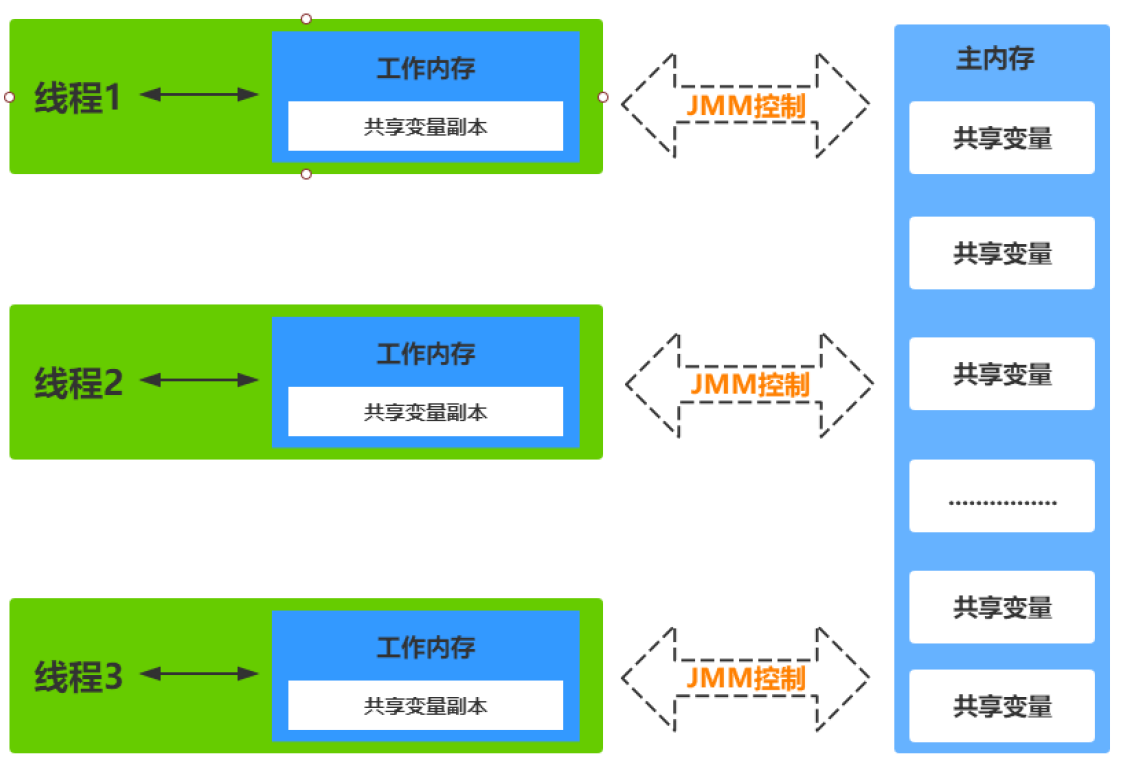 线程1
工作内存
共享变量副本
JMM控制
线程2
工作内存
共享变量副本
JMM控制
线程3
工作内存
共享变量副本
JMM控制
主内存
共享变量
共享变量
共享变量
................
共享变量
共享变量